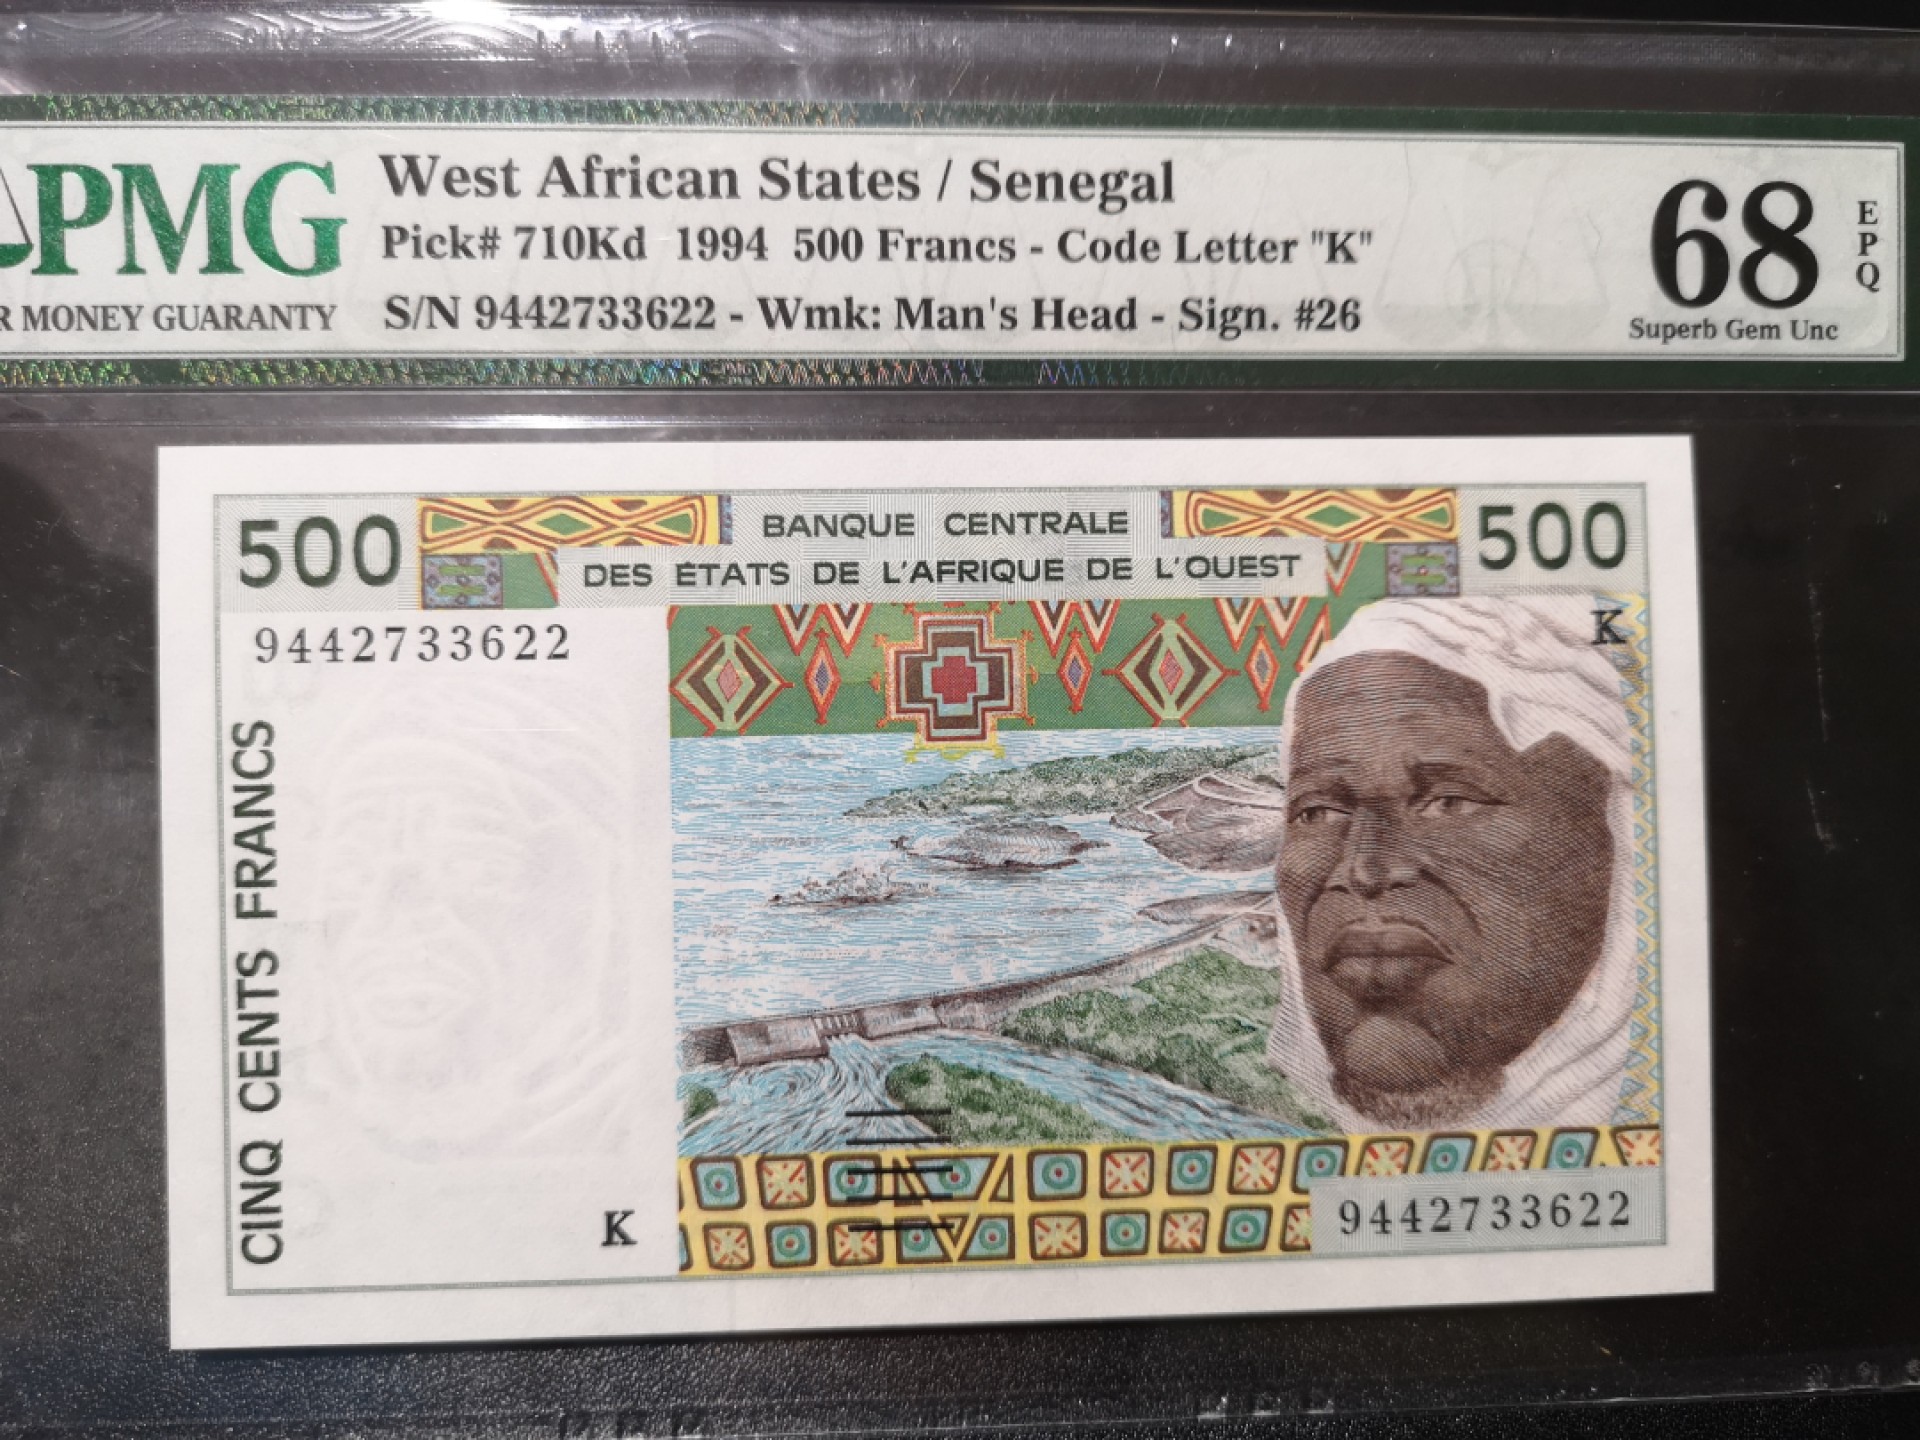 PMG
R MONEY GUARANTY
West African States / Senegal
Pick# 710Kd 1994 500 Francs - Code Letter "K"
S/N 9442733622 - Wmk: Man's Head - Sign. #26
68
EPQ
Superb Gem Unc
500
BANQUE CENTRALE
500
DES ÉTATS DE L'AFRIQUE DE L'OUEST
9442733622
K
CINQ CENTS FRANCS
K
9442733622